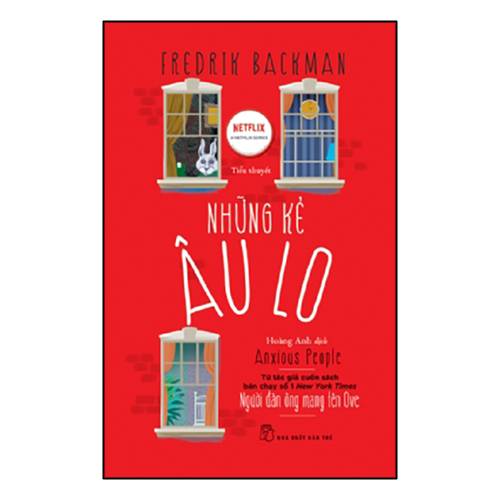 FREDRIK BACKMAN
NETFLIX
A NETFLIX SERIES
Tiểu thuyết
NHỮNG KẺ
ÂU LO
Hoàng Anh dịch
Anxious People
Từ tác giả cuốn sách
bán chạy số 1 New York Times
Người đàn ông mang tên Ove
NHÀ XUẤT BẢN TRẺ